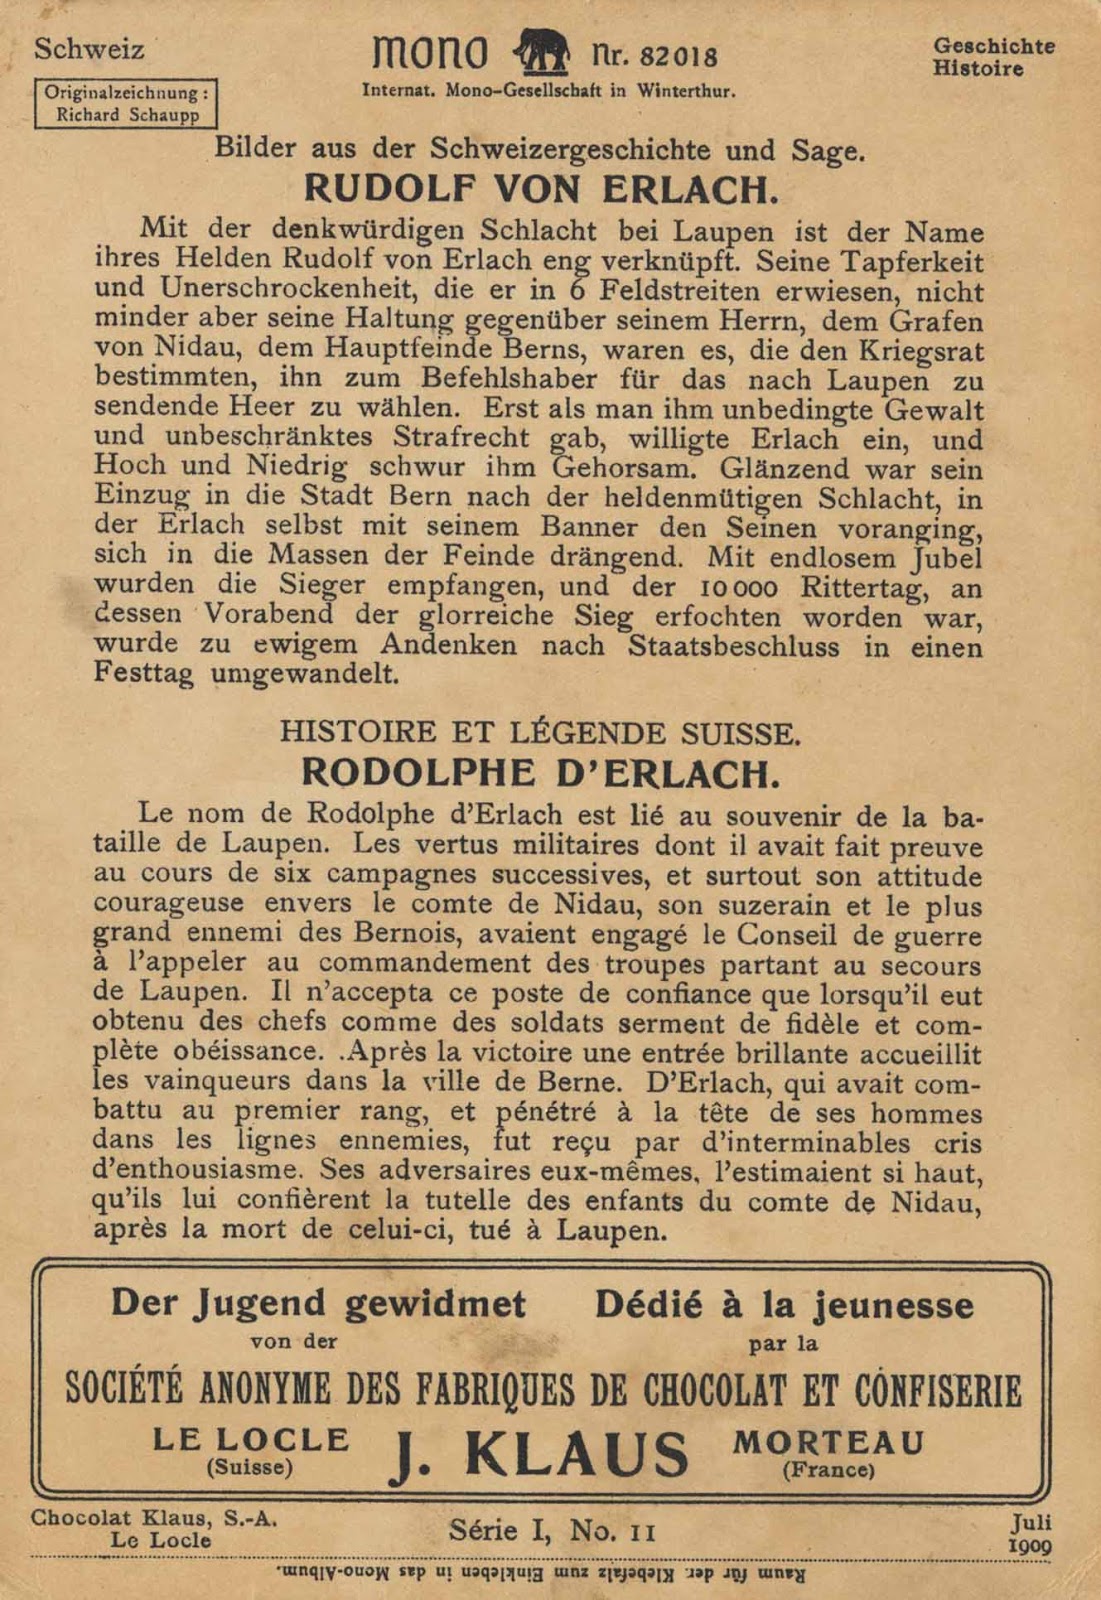 Schweiz
mono Nr. 82018
Geschichte
Histoire
Originalzeichnung:
Richard Schaupp
Internat. Mono-Gesellschaft in Winterthur.
Bilder aus der Schweizergeschichte und Sage.
RUDOLF VON ERLACH.
Mit der denkwürdigen Schlacht bei Laupen ist der Name
ihres Helden Rudolf von Erlach eng verknüpft. Seine Tapferkeit
und Unerschrockenheit, die er in 6 Feldstreiten erwiesen, nicht
minder aber seine Haltung gegenüber seinem Herrn, dem Grafen
von Nidau, dem Hauptfeinde Berns, waren es, die den Kriegsrat
bestimmten, ihn zum Befehlshaber für das nach Laupen zu
sendende Heer zu wählen. Erst als man ihm unbedingte Gewalt
und unbeschränktes Strafrecht gab, willigte Erlach ein, und
Hoch und Niedrig schwur ihm Gehorsam. Glänzend war sein
Einzug in die Stadt Bern nach der heldenmütigen Schlacht, in
der Erlach selbst mit seinem Banner den Seinen voranging,
sich in die Massen der Feinde drängend. Mit endlosem Jubel
wurden die Sieger empfangen, und der 10 000 Rittertag, an
dessen Vorabend der glorreiche Sieg erfochten worden war,
wurde zu ewigem Andenken nach Staatsbeschluss in einen
Festtag umgewandelt.
HISTOIRE ET LÉGENDE SUISSE.
RODOLPHE D'ERLACH.
Le nom de Rodolphe d'Erlach est lié au souvenir de la ba-
taille de Laupen. Les vertus militaires dont il avait fait preuve
au cours de six campagnes successives, et surtout son attitude
courageuse envers le comte de Nidau, son suzerain et le plus
grand ennemi des Bernois, avaient engagé le Conseil de guerre
à l'appeler au commandement des troupes partant au secours
de Laupen. Il n'accepta ce poste de confiance que lorsqu'il eut
obtenu des chefs comme des soldats serment de fidèle et com-
plète obéissance. .Après la victoire une entrée brillante accueillit
les vainqueurs dans la ville de Berne. D'Erlach, qui avait com-
battu au premier rang, et pénétré à la tête de ses hommes
dans les lignes ennemies, fut reçu par d'interminables cris
d'enthousiasme. Ses adversaires eux-mêmes, l'estimaient si haut,
qu'ils lui confièrent la tutelle des enfants du comte de Nidau,
après la mort de celui-ci, tué à Laupen.
Der Jugend gewidmet Dédié à la jeunesse
von der par la
SOCIÉTÉ ANONYME DES FABRIQUES DE CHOCOLAT ET CONFISERIE
LE LOCLE J. KLAUS MORTEAU
(Suisse) (France)
Chocolat Klaus, S.-A.
Le Locle
Série I, No. 11
Juli
1909
Raum für der Klebefalz zum Einkleben in das Mono-Album.